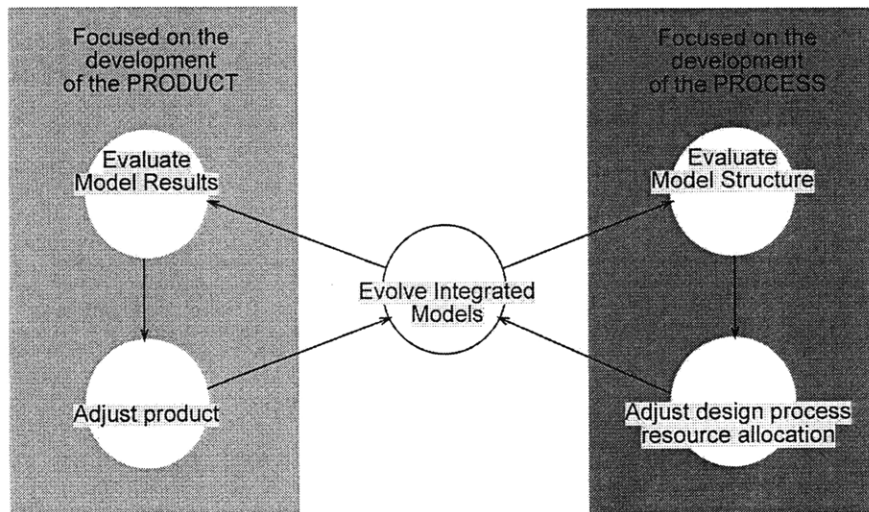 Focused on the
development
of the PRODUCT
Evaluate
Model Results
Adjust product
Evolve Integrated
Models
Focused on the
development
of the PROCESS
Evaluate
Model Structure
Adjust design process
resource allocation